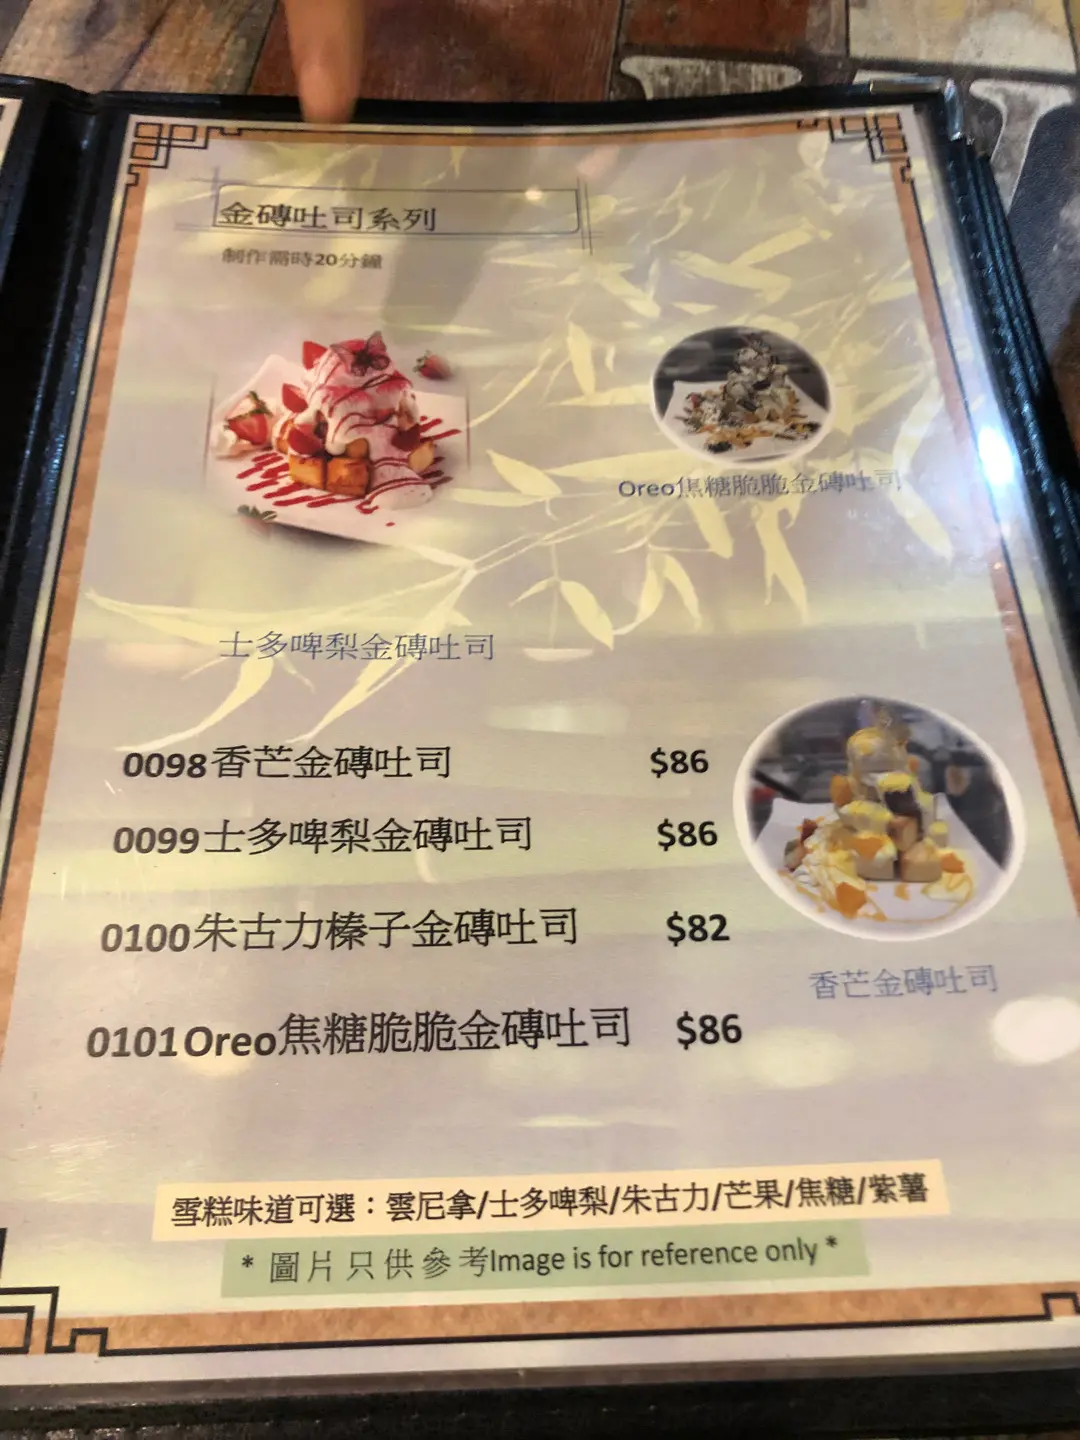 金磚吐司系列
制作需時20分鐘
Oreo焦糖脆脆金磚吐司
士多啤梨金磚吐司
0098香芒金磚吐司 $86
0099士多啤梨金磚吐司 $86
0100朱古力榛子金磚吐司 $82
香芒金磚吐司
0101Oreo焦糖脆脆金磚吐司 $86
雪糕味道可選：雲尼拿/士多啤梨/朱古力/芒果/焦糖/紫薯
* 圖片只供參考Image is for reference only *